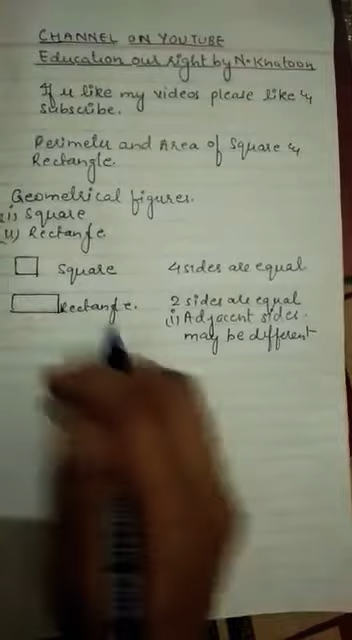 CHANNEL ON YOUTUBE
Education our right by N. Khatoon
If u like my videos please like &
Subscribe.
Perimeter and Area of Square &
Rectangle.
Geometrical figures.
(i) Square
(ii) Rectangle
Square 4 sides are equal
Rectangle. 2 sides are equal
(i) Adjacent sides.
may be different